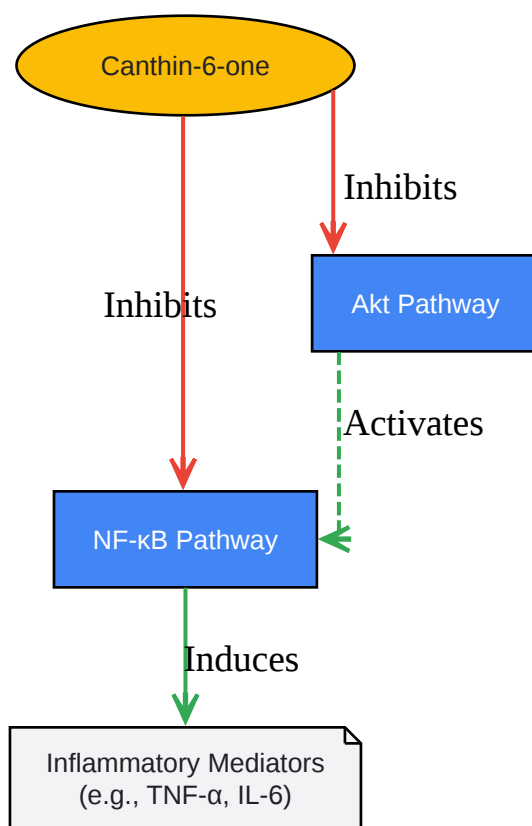 Canthin-6-one
Inhibits
Akt Pathway
Inhibits
Activates
NF-κB Pathway
Induces
Inflammatory Mediators
(e.g., TNF-α, IL-6)